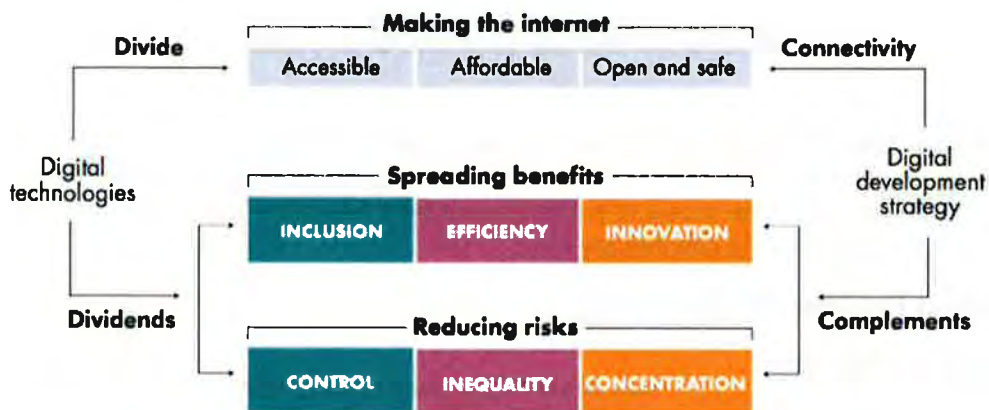 Making the internet
Divide
Connectivity
Accessible
Affordable
Open and safe
Digital
technologies
Digital
development
strategy
Spreading benefits
INCLUSION
EFFICIENCY
INNOVATION
Dividends
Complements
Reducing risks
CONTROL
INEQUALITY
CONCENTRATION